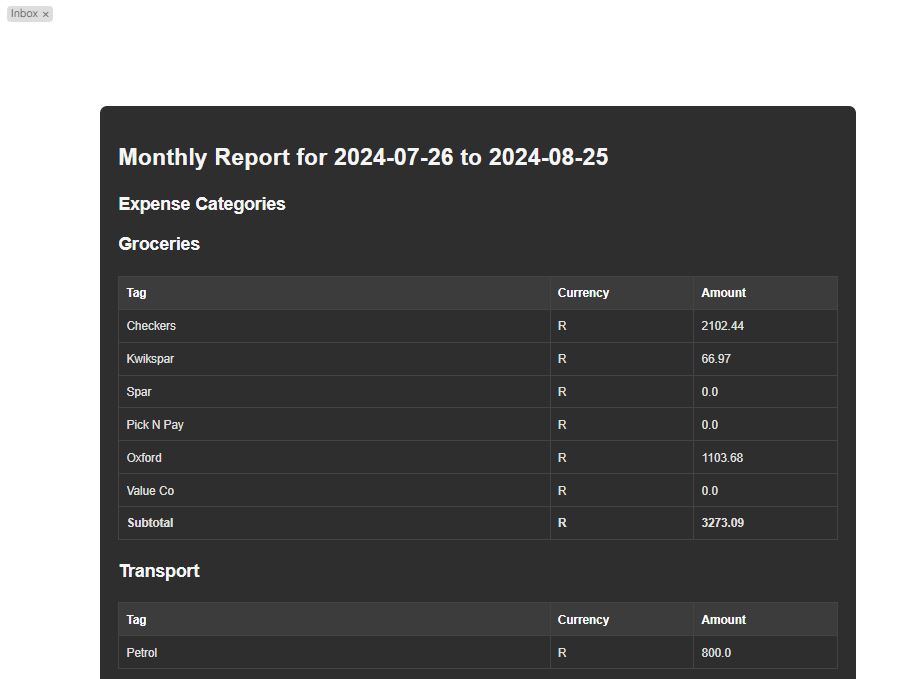 Inbox ×
Monthly Report for 2024-07-26 to 2024-08-25
Expense Categories
Groceries
Tag Currency Amount
Checkers R 2102.44
Kwikspar R 66.97
Spar R 0.0
Pick N Pay R 0.0
Oxford R 1103.68
Value Co R 0.0
Subtotal R 3273.09
Transport
Tag Currency Amount
Petrol R 800.0